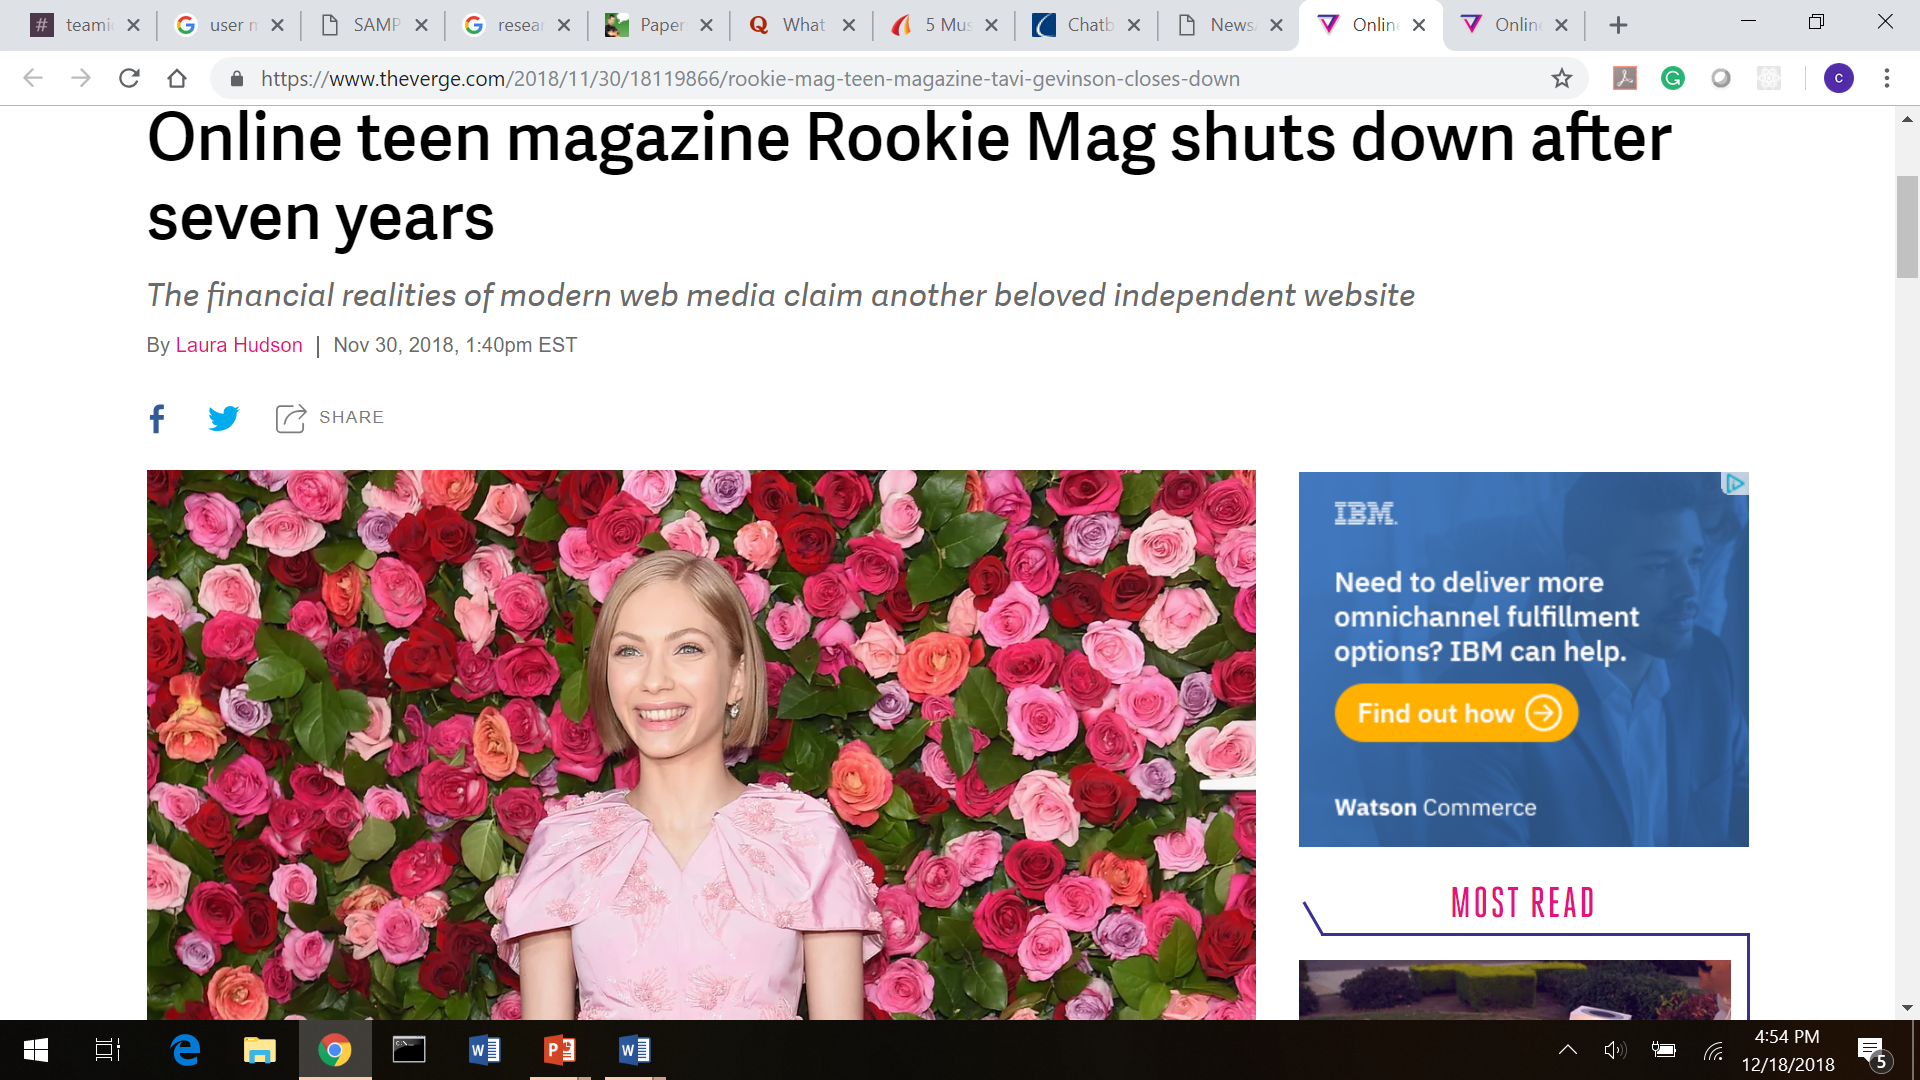 teami
user m
SAMP
resear
Paper
What
5 Mus
Chatb
News
Onlin
Online
https://www.theverge.com/2018/11/30/18119866/rookie-mag-teen-magazine-tavi-gevinson-closes-down
c
Online teen magazine Rookie Mag shuts down after
seven years
The financial realities of modern web media claim another beloved independent website
By Laura Hudson | Nov 30, 2018, 1:40pm EST
SHARE
IBM
Need to deliver more
omnichannel fulfillment
options? IBM can help.
Find out how
Watson Commerce
MOST READ
4:54 PM
12/18/2018
5